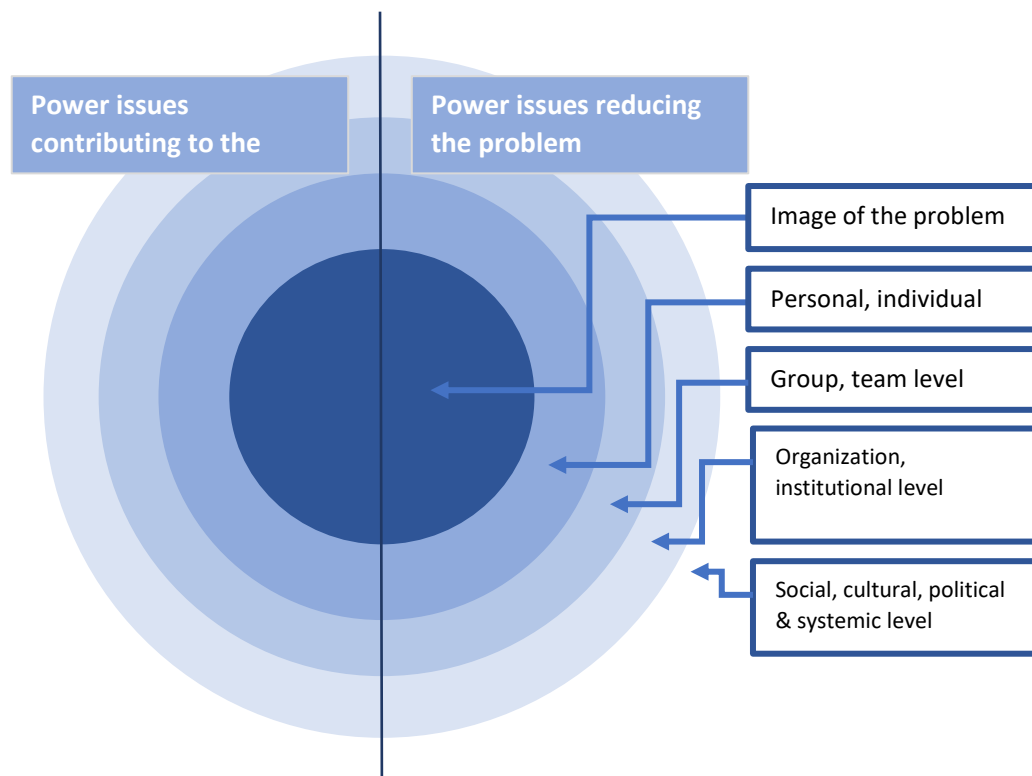 Power issues
contributing to the
Power issues reducing
the problem
Image of the problem
Personal, individual
Group, team level
Organization,
institutional level
Social, cultural, political
& systemic level